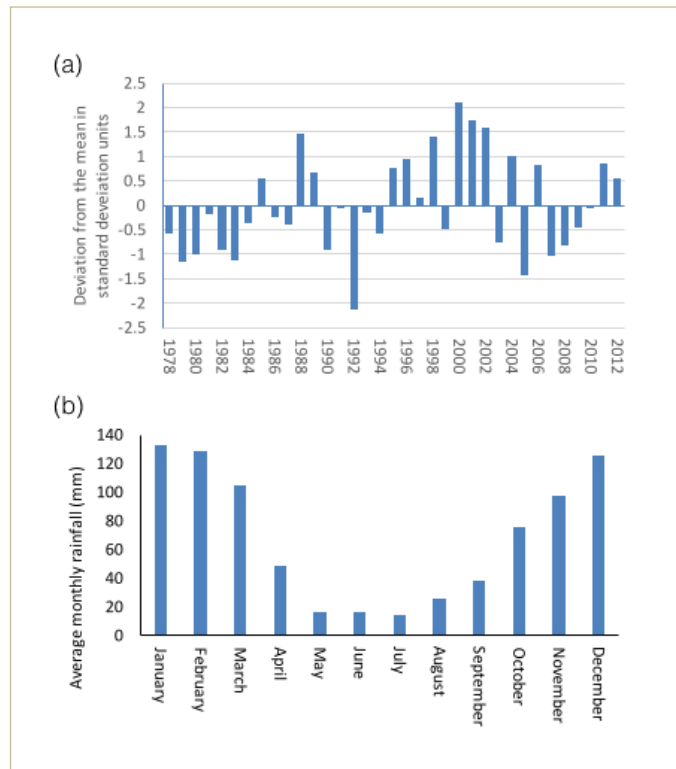 (a)
Deviation from the mean in
standard deveiation units
2.5
2
1.5
1
0.5
0
-0.5
-1
-1.5
-2
-2.5
1978
1980
1982
1984
1986
1988
1990
1992
1994
1996
1998
2000
2002
2004
2006
2008
2010
2012
(b)
Average monthly rainfall (mm)
140
120
100
80
60
40
20
0
January
February
March
April
May
June
July
August
September
October
November
December